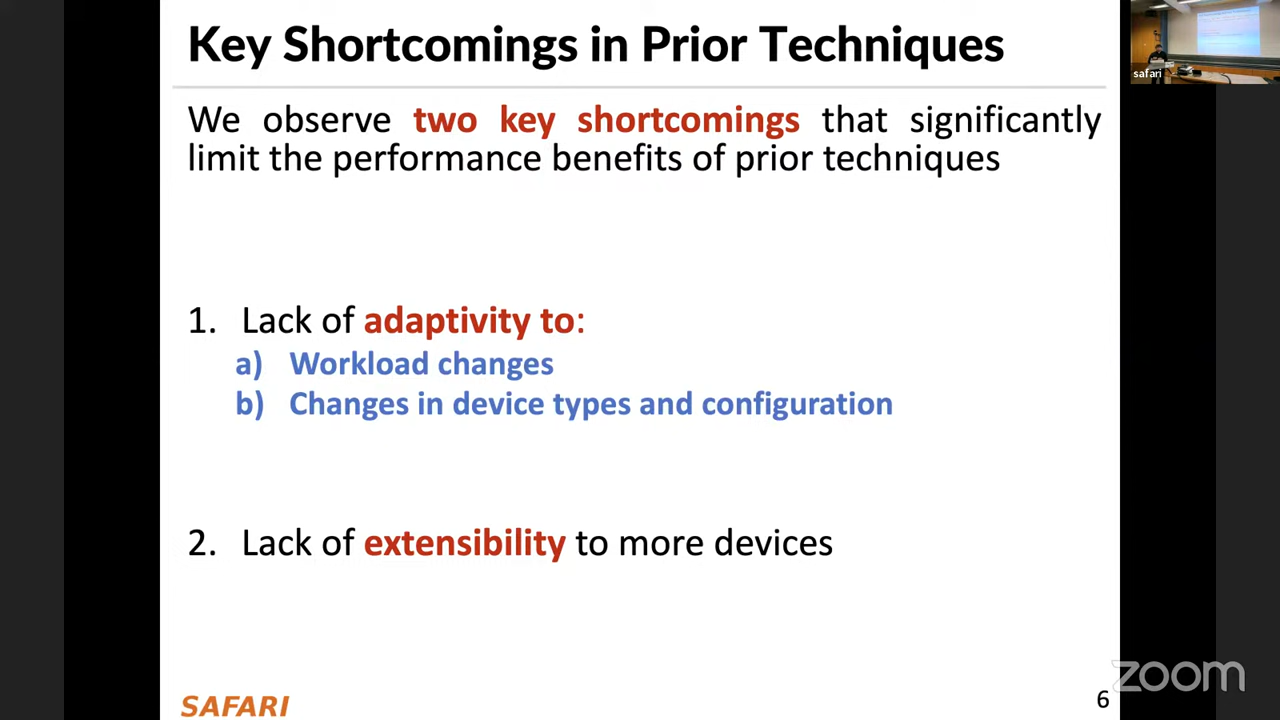 Key Shortcomings in Prior Techniques
We observe two key shortcomings that significantly
limit the performance benefits of prior techniques
1. Lack of adaptivity to:
a) Workload changes
b) Changes in device types and configuration
2. Lack of extensibility to more devices
SAFARI
6
zoom
safari